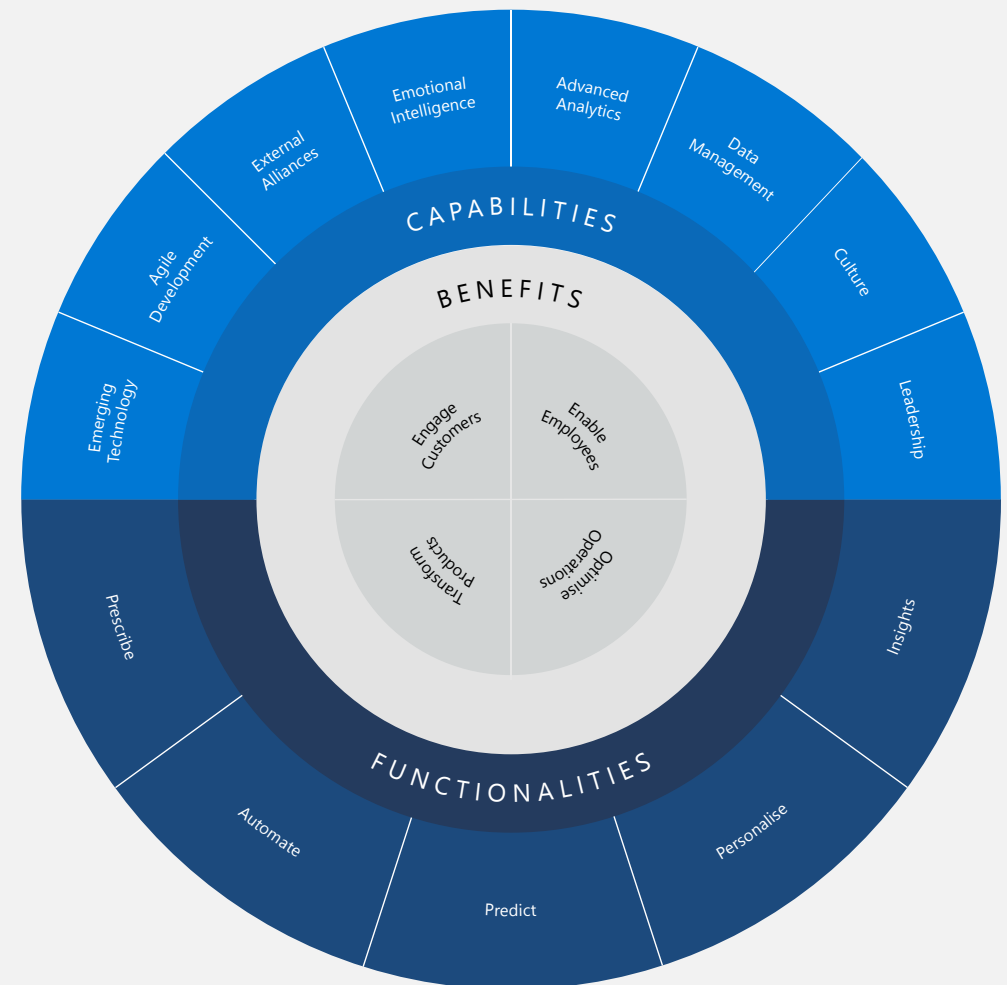 Emotional
Intelligence
Advanced
Analytics
External
Alliances
Data
Management
Agile
Development
Culture
Emerging
Technology
Leadership
CAPABILITIES
BENEFITS
Engage
Customers
Enable
Employees
Transform
Products
Optimise
Operations
Prescribe
Insights
FUNCTIONALITIES
Automate
Personalise
Predict